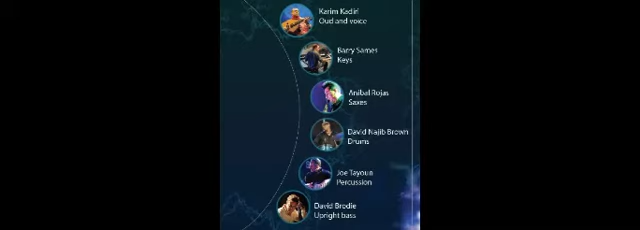 Karim Kadiri
Oud and voice
Barry Sames
Keys
Anibal Rojas
Saxes
David Najib Brown
Drums
Joe Tayoun
Percussion
David Brodie
Upright bass